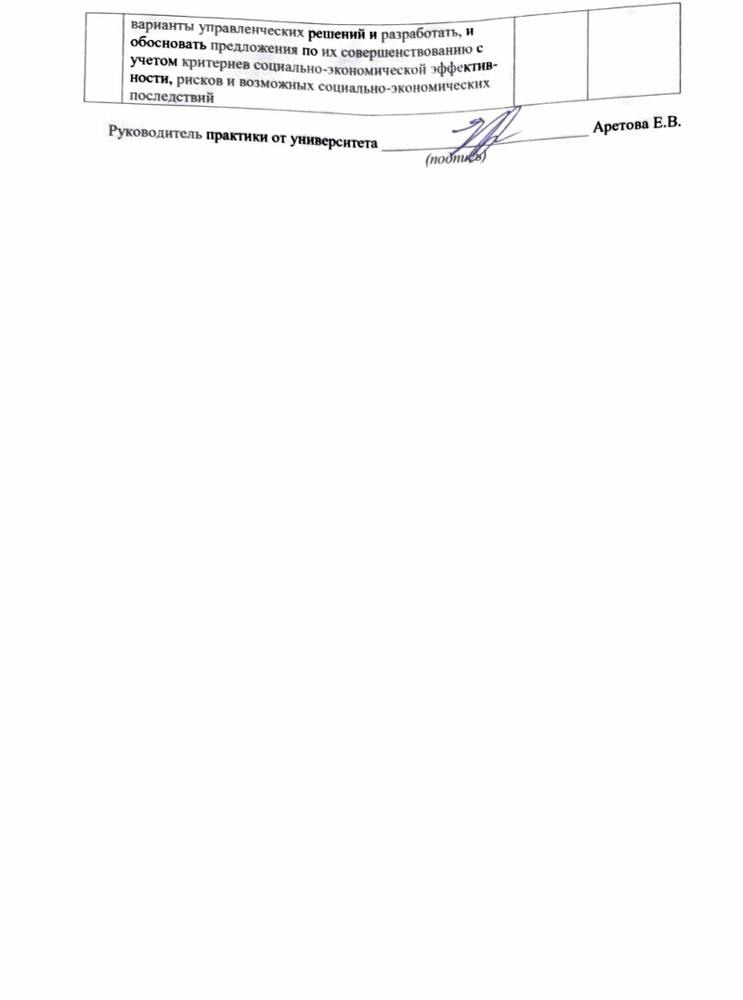 варианты управленческих решений и разработать, и
обосновать предложения по их совершенствованию с
учетом критериев социально-экономической эффектив-
ности, рисков и возможных социально-экономических
последствий
Руководитель практики от университета ____________________ Аретова Е.В.
(подпись)